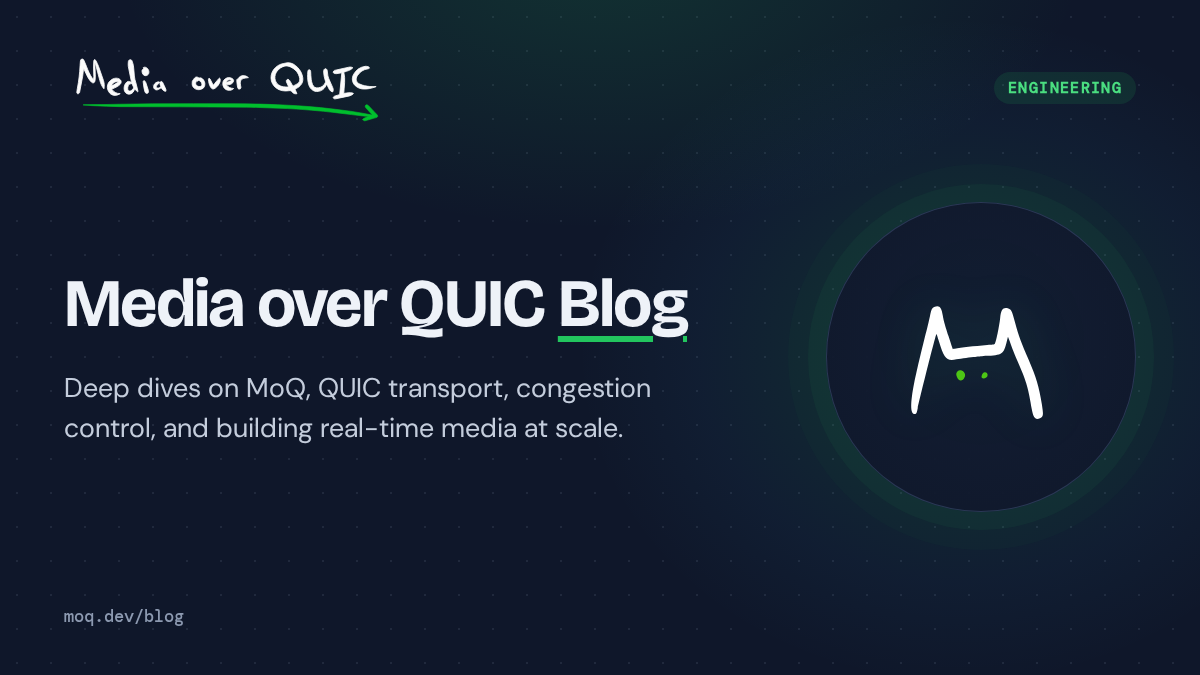 Media over QUIC
ENGINEERING
Media over QUIC Blog
Deep dives on MoQ, QUIC transport, congestion
control, and building real-time media at scale.
moq.dev/blog